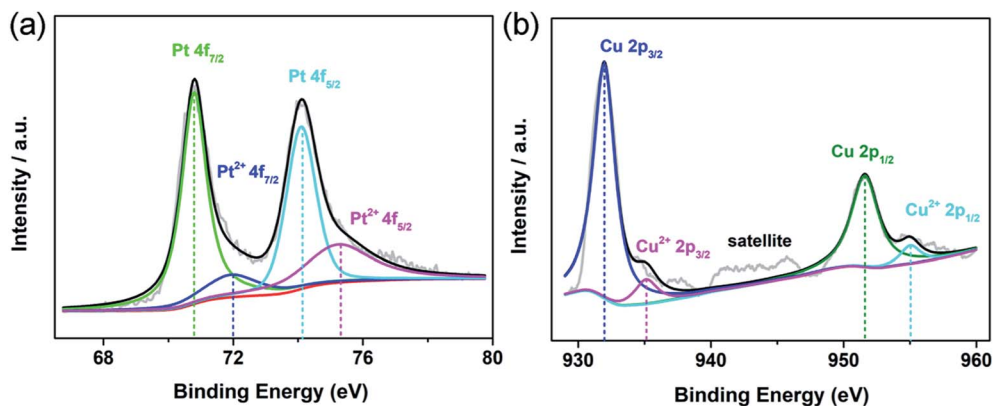 (a)
Pt 4f7/2
Pt 4f5/2
Pt2+ 4f7/2
Pt2+ 4f5/2
Intensity / a.u.
68 72 76 80
Binding Energy (eV)
(b)
Cu 2p3/2
Cu 2p1/2
Cu2+ 2p3/2
satellite
Cu2+ 2p1/2
Intensity / a.u.
930 940 950 960
Binding Energy (eV)